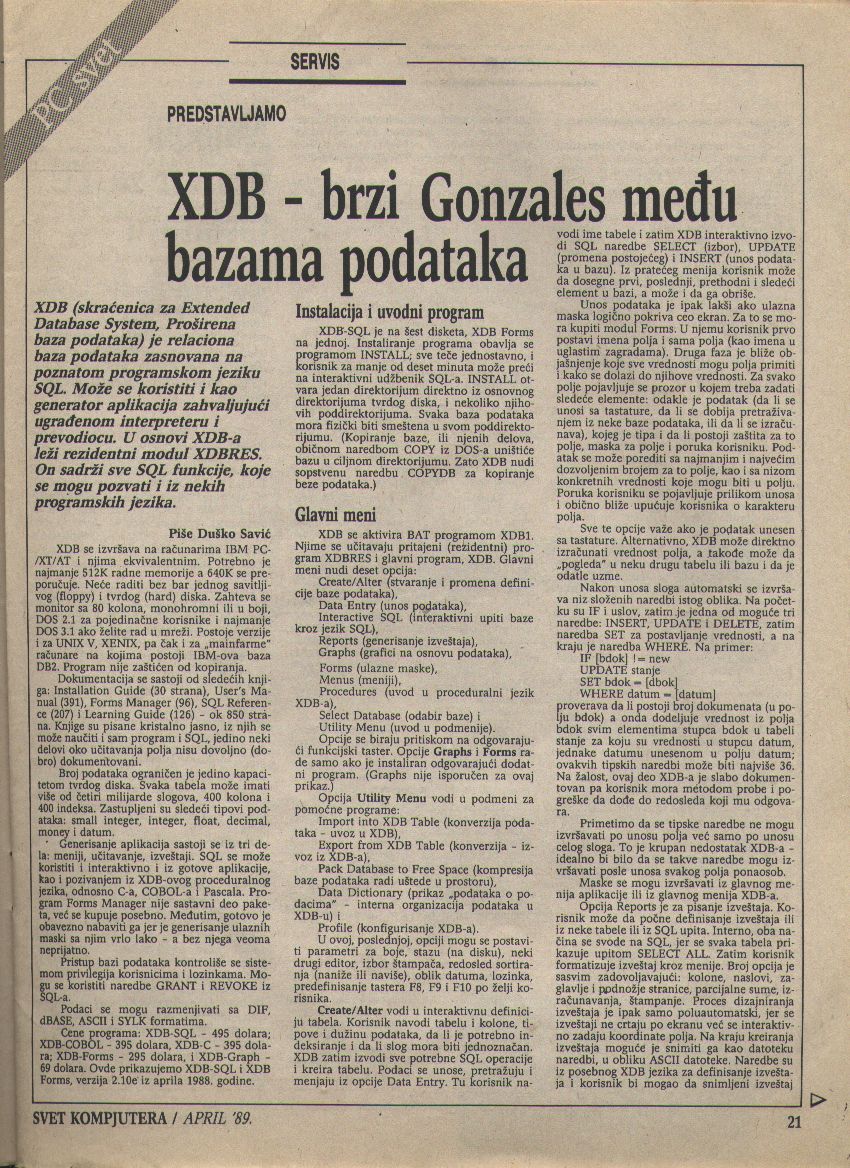 PC svet
SERVIS
PREDSTAVLJAMO
XDB - brzi Gonzales među
bazama podataka
XDB (skraćenica za Extended
Database System, Proširena
baza podataka) je relaciona
baza podataka zasnovana na
poznatom programskom jeziku
SQL. Može se koristiti i kao
generator aplikacija zahvaljujući
ugrađenom interpreteru i
prevodiocu. U osnovi XDB-a
leži rezidentni modul XDBRES.
On sadrži sve SQL funkcije, koje
se mogu pozvati i iz nekih
programskih jezika.
Piše Duško Savić
XDB se izvršava na računarima IBM PC-
/XT/AT i njima ekvivalentnim. Potrebno je
najmanje 512K radne memorije a 640K se pre-
poručuje. Neće raditi bez bar jednog savitlji-
vog (floppy) i tvrdog (hard) diska. Zahteva se
monitor sa 80 kolona, monohromni ili u boji,
DOS 2.1 za pojedinačne korisnike i najmanje
DOS 3.1 ako želite rad u mreži. Postoje verzije
i za UNIX V, XENIX, pa čak i za „mainfarme”
računare na kojima postoji IBM-ova baza
DB2. Program nije zaštićen od kopiranja.
Dokumentacija se sastoji od sledećih knji-
ga: Installation Guide (30 strana), User's Ma-
nual (391), Forms Manager (96), SQL Referen-
ce (207) i Learning Guide (126) - ok 850 stra-
na. Knjige su pisane kristalno jasno, iz njih se
može naučiti i sam program i SQL, jedino neki
delovi oko učitavanja polja nisu dovoljno (do-
bro) dokumentovani.
Broj podataka ograničen je jedino kapaci-
tetom tvrdog diska. Svaka tabela može imati
više od četiri milijarde slogova, 400 kolona i
400 indeksa. Zastupljeni su sledeći tipovi pod-
ataka: small integer, integer, float, decimal,
money i datum.
Generisanje aplikacija sastoji se iz tri de-
la: meniji, učitavanje, izveštaji. SQL se može
koristiti i interaktivno i iz gotove aplikacije,
kao i pozivanjem iz XDB-ovog proceduralnog
jezika, odnosno C-a, COBOL-a i Pascala. Pro-
gram Forms Manager nije sastavni deo pake-
ta, već se kupuje posebno. Međutim, gotovo je
obavezno nabaviti ga jer je generisanje ulaznih
maski sa njim vrlo lako - a bez njega veoma
neprijatno.
Pristup bazi podataka kontroliše se siste-
mom privilegija korisnicima i lozinkama. Mo-
gu se koristiti naredbe GRANT i REVOKE iz
SQL-a.
Podaci se mogu razmenjivati sa DIF,
dBASE, ASCII i SYLK formatima.
Cene programa: XDB-SQL - 495 dolara;
XDB-COBOL - 395 dolara, XDB-C - 395 dola-
ra; XDB-Forms - 295 dolara, i XDB-Graph -
69 dolara. Ovde prikazujemo XDB-SQL i XDB
Forms, verzija 2.10e iz aprila 1988. godine.
Instalacija i uvodni program
XDB-SQL je na šest disketa, XDB Forms
na jednoj. Instaliranje programa obavlja se
programom INSTALL; sve teče jednostavno, i
korisnik za manje od deset minuta može preći
na interaktivni udžbenik SQL-a. INSTALL ot-
vara jedan direktorijum direktno iz osnovnog
direktorijuma tvrdog diska, i nekoliko njiho-
vih poddirektorijuma. Svaka baza podataka
mora fizički biti smeštena u svom poddirekto-
rijumu. (Kopiranje baze, ili njenih delova,
običnom naredbom COPY iz DOS-a uništiće
bazu u ciljnom direktorijumu. Zato XDB nudi
sopstvenu naredbu COPYDB za kopiranje
beze podataka.)
Glavni meni
XDB se aktivira BAT programom XDB1.
Njime se učitavaju pritajeni (rezidentni) pro-
gram XDBRES i glavni program, XDB. Glavni
meni nudi deset opcija:
Create/Alter (stvaranje i promena defini-
cije baze podataka),
Data Entry (unos podataka),
Interactive SQL (interaktivni upiti baze
kroz jezik SQL),
Reports (generisanje izveštaja),
Graphs (grafici na osnovu podataka),
Forms (ulazne maske),
Menus (meniji),
Procedures (uvod u proceduralni jezik
XDB-a),
Select Database (odabir baze) i
Utility Menu (uvod u podmenije).
Opcije se biraju pritiskom na odgovaraju-
ći funkcijski taster. Opcije Graphs i Forms ra-
de samo ako je instaliran odgovarajući dodat-
ni program. (Graphs nije isporučen za ovaj
prikaz.)
Opcija Utility Menu vodi u podmeni za
pomoćne programe:
Import into XDB Table (konverzija poda-
taka - uvoz u XDB),
Export from XDB Table (konverzija - iz-
voz iz XDB-a),
Pack Database to Free Space (kompresija
baze podataka radi uštede u prostoru),
Data Dictionary (prikaz „podataka o po-
dacima” - interna organizacija podataka u
XDB-u) i
Profile (konfigurisanje XDB-a).
U ovoj, poslednjoj, opciji mogu se postavi-
ti parametri za boje, stazu (na disku), neki
drugi editor, izbor štampača, redosled sortira-
nja (naniže ili naviše), oblik datuma, lozinka,
predefinisanje tastera F8, F9 i F10 po želji ko-
risnika.
Create/Alter vodi u interaktivnu definici-
ju tabela. Korisnik navodi tabelu i kolone, ti-
pove i dužinu podataka, da li je potrebno in-
deksiranje i da li slog mora biti jednoznačan.
XDB zatim izvodi sve potrebne SQL operacije
i kreira tabelu. Podaci se unose, pretražuju i
menjaju iz opcije Data Entry. Tu korisnik na-
vodi ime tabele i zatim XDB interaktivno izvo-
di SQL naredbe SELECT (izbor), UPDATE
(promena postojećeg) i INSERT (unos podata-
ka u bazu). Iz pratećeg menija korisnik može
da dosegne prvi, poslednji, prethodni i sledeći
element u bazi, a može i da ga obriše.
Unos podataka je ipak lakši ako ulazna
maska logično pokriva ceo ekran. Za to se mo-
ra kupiti modul Forms. U njemu korisnik prvo
postavi imena polja i sama polja (kao imena u
uglastim zagradama). Druga faza je bliže ob-
jašnjenje koje sve vrednosti mogu polja primiti
i kako se dolazi do njihove vrednosti. Za svako
polje pojavljuje se prozor u kojem treba zadati
sledeće elemente: odakle je podatak (da li se
unosi sa tastature, da li se dobija pretraživa-
njem iz neke baze podataka, ili da li se izraču-
nava), kojeg je tipa i da li postoji zaštita za to
polje, maska za polje i poruka korisniku. Pod-
atak se može porediti sa najmanjim i najvećim
dozvoljenim brojem za to polje, kao i sa nizom
konkretnih vrednosti koje mogu biti u polju.
Poruka korisniku se pojavljuje prilikom unosa
i obično bliže upućuje korisnika o karakteru
polja.
Sve te opcije važe ako je podatak unesen
sa tastature. Alternativno, XDB može direktno
izračunati vrednost polja, a takođe može da
„pogleda” u neku drugu tabelu ili bazu i da je
odatle uzme.
Nakon unosa sloga automatski se izvrša-
va niz složenih naredbi istog oblika. Na počet-
ku su IF i uslov, zatim je jedna od moguće tri
naredbe: INSERT, UPDATE i DELETE, zatim
naredba SET za postavljanje vrednosti, a na
kraju je naredba WHERE. Na primer:
IF [bdok] != new
UPDATE stanje
SET bdok = [dbok]
WHERE datum = [datum]
proverava da li postoji broj dokumenata (u po-
lju bdok) a onda dodeljuje vrednost iz polja
bdok svim elementima stupca bdok u tabeli
stanje za koju su vrednosti u stupcu datum,
jednake datumu unesenom u polju datum;
ovakvih tipskih naredbi može biti najviše 36.
Na žalost, ovaj deo XDB-a je slabo dokumen-
tovan pa korisnik mora metodom probe i po-
greške da dođe do redosleda koji mu odgova-
ra.
Primetimo da se tipske naredbe ne mogu
izvršavati po unosu polja već samo po unosu
celog sloga. To je krupan nedostatak XDB-a -
idealno bi bilo da se takve naredbe mogu iz-
vršavati posle unosa svakog polja ponaosob.
Maske se mogu izvršavati iz glavnog me-
nija aplikacije ili iz glavnog menija XDB-a.
Opcija Reports je za pisanje izveštaja. Ko-
risnik može da počne definisanje izveštaja ili
iz neke tabele ili iz SQL upita. Interno, oba na-
čina se svode na SQL, jer se svaka tabela pri-
kazuje upitom SELECT ALL. Zatim korisnik
formatizuje izveštaj kroz menije. Broj opcija je
sasvim zadovoljavajući: kolone, naslovi, za-
glavlje i podnožje stranice, parcijalne sume, iz-
računavanja, štampanje. Proces dizajniranja
izveštaja je ipak samo poluautomatski, jer se
izveštaji ne crtaju po ekranu već se interaktiv-
no zadaju koordinate polja. Na kraju kreiranja
izveštaja moguće je snimiti ga kao datoteku
naredbi, u obliku ASCII datoteke. Naredbe su
iz posebnog XDB jezika za definisanje izvešta-
ja i korisnik bi mogao da snimljeni izveštaj
SVET KOMPJUTERA / APRIL '89.
21